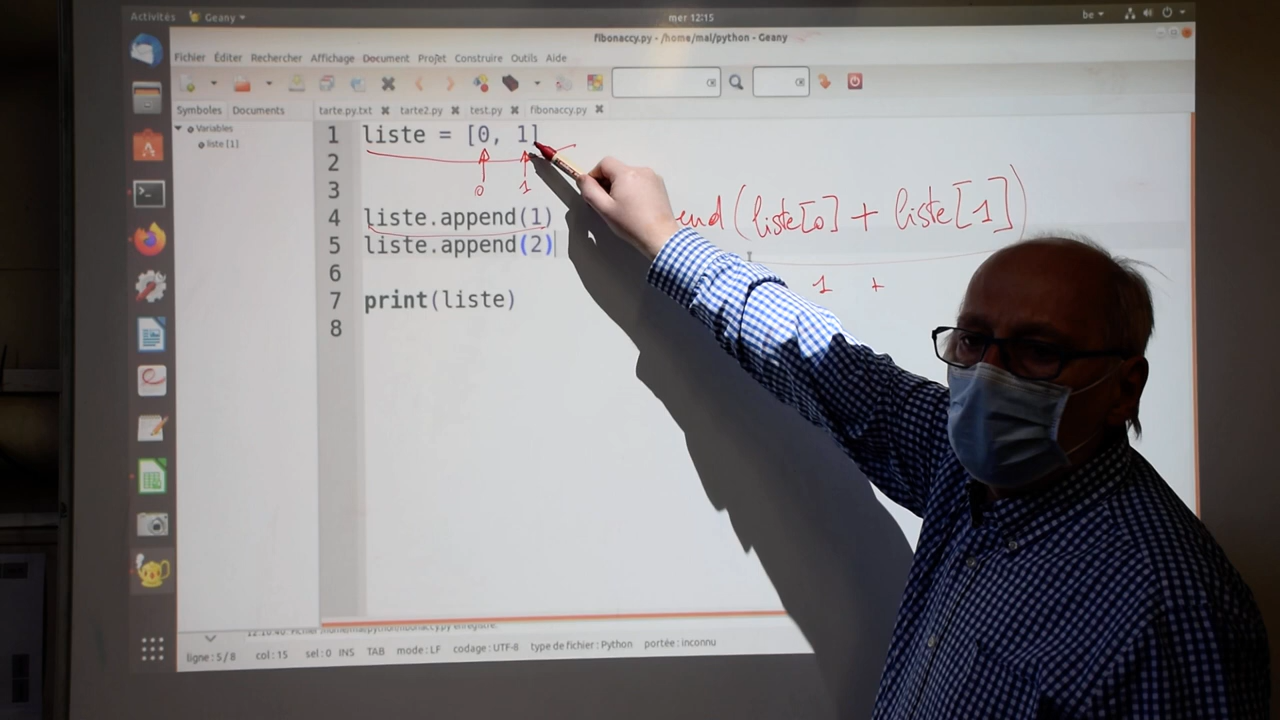 Activités Geany mer 12:15 be
fibonaccy.py - /home/mal/python - Geany
Fichier Éditer Rechercher Affichage Document Projet Construire Outils Aide
Symboles Documents tarte.py.txt tarte2.py test.py fibonaccy.py
Variables
liste [1]
1 liste = [0, 1]
2
0 1
3
4 liste.append(1)
end(liste[0] + liste[1])
5 liste.append(2)
6
1 +
7 print(liste)
8
ligne : 5 / 8 col : 15 sel : 0 INS TAB mode : LF codage : UTF-8 type de fichier : Python portée : inconnu